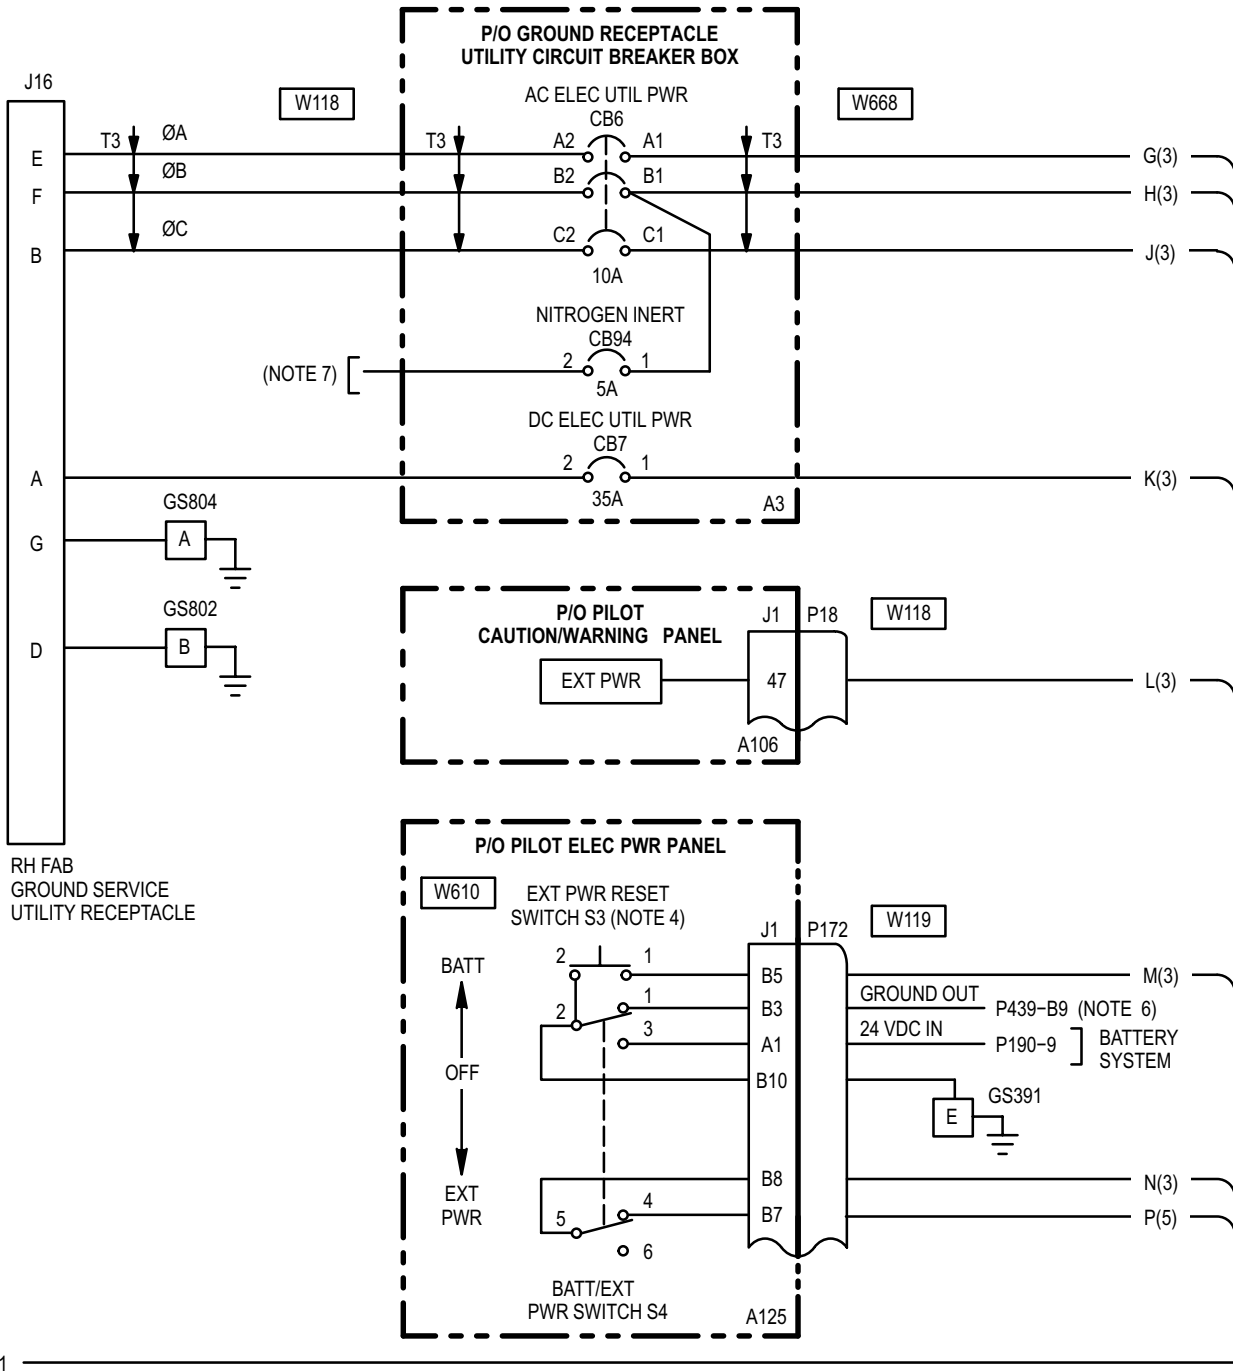 P/O GROUND RECEPTACLE
UTILITY CIRCUIT BREAKER BOX
J16
W118
AC ELEC UTIL PWR
CB6
W668
T3
ØA
T3
A2
A1
T3
E
G(3)
ØB
B2
B1
F
H(3)
ØC
C2
C1
B
J(3)
10A
NITROGEN INERT
CB94
(NOTE 7)
2
1
5A
DC ELEC UTIL PWR
CB7
2
1
A
K(3)
35A
A3
GS804
G
A
GS802
D
B
P/O PILOT
CAUTION/WARNING PANEL
J1
P18
W118
EXT PWR
47
L(3)
A106
RH FAB
GROUND SERVICE
UTILITY RECEPTACLE
P/O PILOT ELEC PWR PANEL
W610
EXT PWR RESET
SWITCH S3 (NOTE 4)
J1
P172
W119
BATT
2
1
B5
M(3)
1
B3
GROUND OUT
P439−B9 (NOTE 6)
2
3
A1
24 VDC IN
P190−9
BATTERY
SYSTEM
OFF
B10
GS391
E
EXT
PWR
B8
N(3)
4
B7
P(5)
5
6
BATT/EXT
PWR SWITCH S4
A125
1